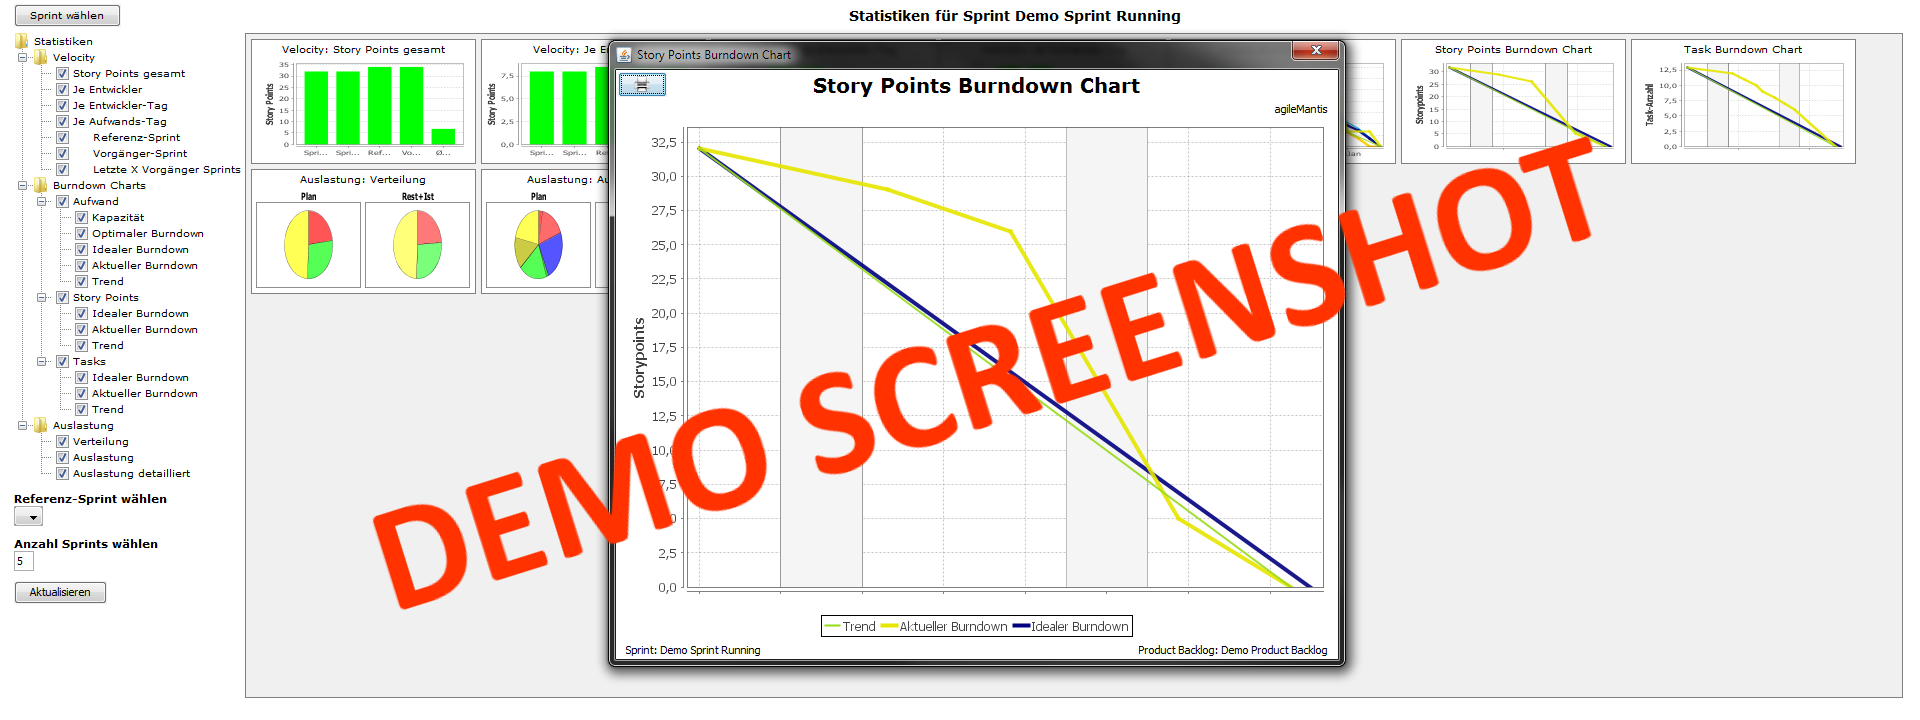 Sprint wählen
Statistiken für Sprint Demo Sprint Running
Statistiken
Velocity
Story Points gesamt
Je Entwickler
Je Entwickler-Tag
Je Aufwands-Tag
Referenz-Sprint
Vorgänger-Sprint
Letzte X Vorgänger Sprints
Burndown Charts
Aufwand
Kapazität
Optimaler Burndown
Idealer Burndown
Aktueller Burndown
Trend
Story Points
Idealer Burndown
Aktueller Burndown
Trend
Tasks
Idealer Burndown
Aktueller Burndown
Trend
Auslastung
Verteilung
Auslastung
Auslastung detailliert
Referenz-Sprint wählen
Anzahl Sprints wählen
5
Aktualisieren
Velocity: Story Points gesamt
Story Points
35
30
25
20
15
10
5
0
Spri...
Spri...
Ref...
Vo...
Ø...
Velocity: Je E
Story Points
7,5
5,0
2,5
0,0
Spri...
Spri...
Re
Jan
Story Points Burndown Chart
Storypoints
30
25
20
15
10
5
0
Task Burndown Chart
Task-Anzahl
12,5
10,0
7,5
5,0
2,5
0,0
Auslastung: Verteilung
Plan
Rest+Ist
Auslastung: Au
Plan
Story Points Burndown Chart
Story Points Burndown Chart
agileMantis
Storypoints
32,5
30,0
27,5
25,0
22,5
20,0
17,5
15,0
12,5
10,0
7,5
5,0
2,5
0,0
Trend Aktueller Burndown Idealer Burndown
Sprint: Demo Sprint Running
Product Backlog: Demo Product Backlog
DEMO SCREENSHOT